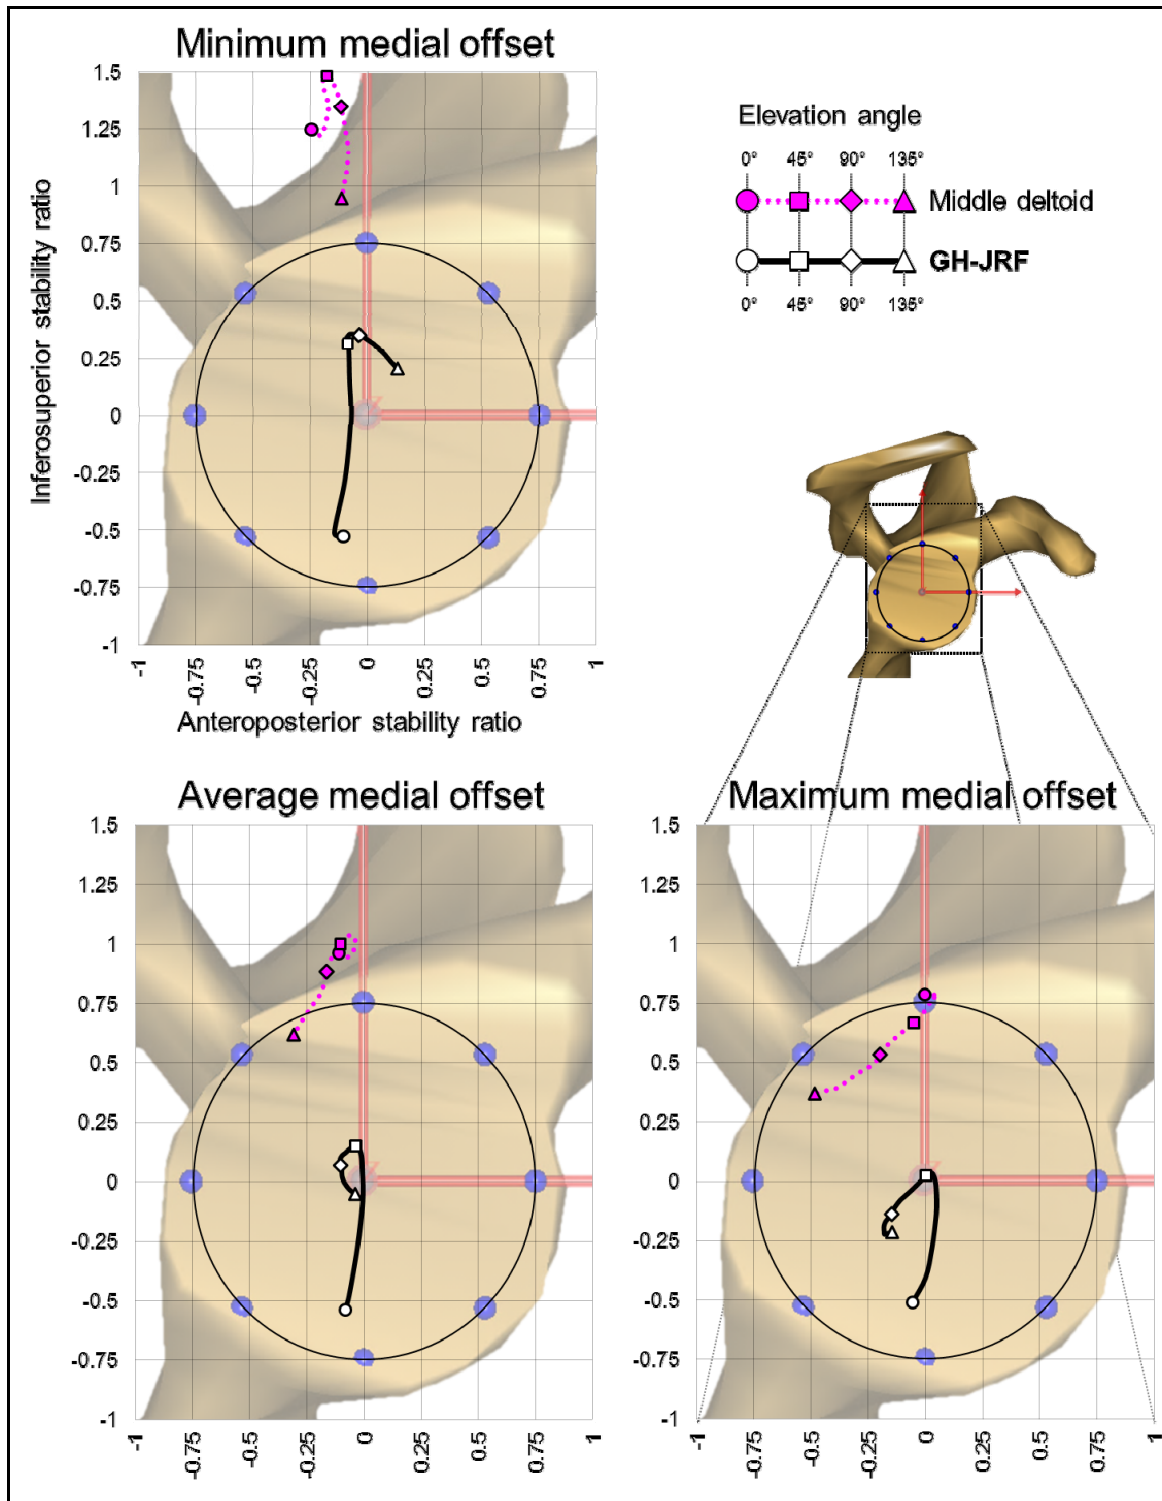 Minimum medial offset
1.5
1.25
1
0.75
0.5
0.25
0
-0.25
-0.5
-0.75
-1
Inferosuperior stability ratio
-1 -0.75 -0.5 -0.25 0 0.25 0.5 0.75 1
Anteroposterior stability ratio
Elevation angle
0° 45° 90° 135°
Middle deltoid
GH-JRF
0° 45° 90° 135°
Average medial offset
1.5
1.25
1
0.75
0.5
0.25
0
-0.25
-0.5
-0.75
-1
-1 -0.75 -0.5 -0.25 0 0.25 0.5 0.75 1
Maximum medial offset
1.5
1.25
1
0.75
0.5
0.25
0
-0.25
-0.5
-0.75
-1
-1 -0.75 -0.5 -0.25 0 0.25 0.5 0.75 1